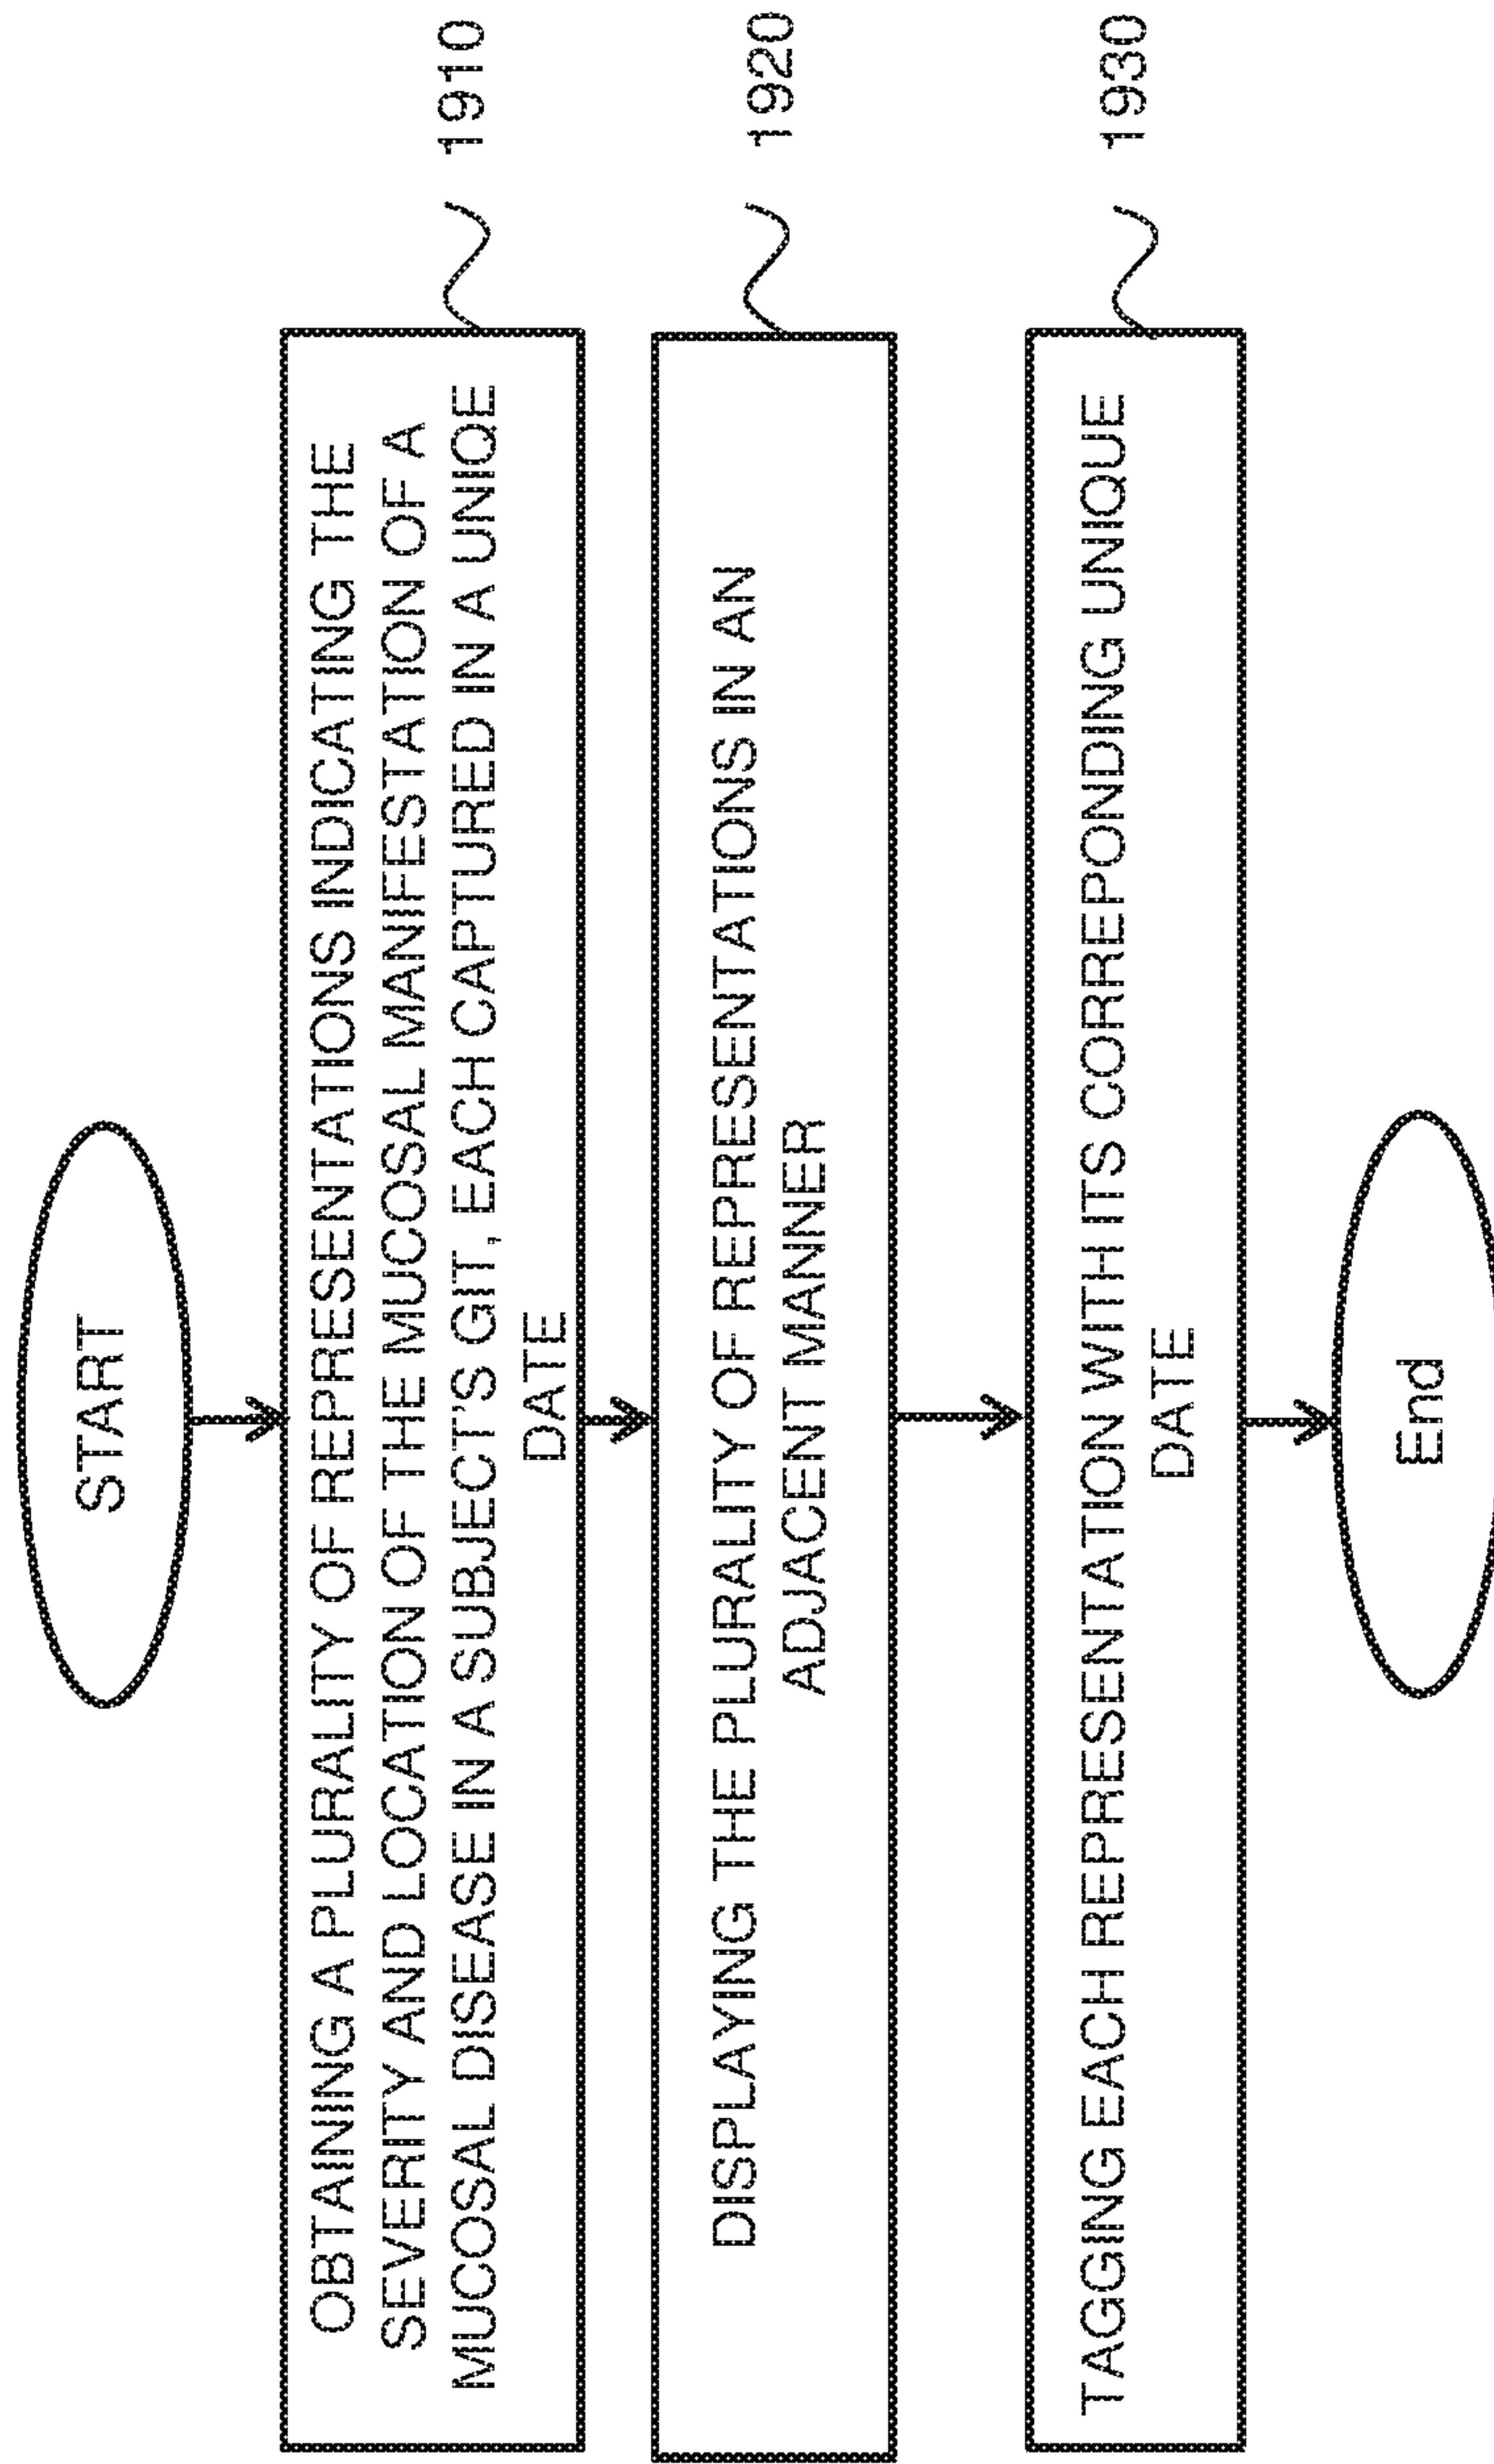 START
OBTAINING A PLURALITY OF REPRESENTATIONS INDICATING THE
SEVERITY AND LOCATION OF THE MUCOSAL MANIFESTATION OF A
MUCOSAL DISEASE IN A SUBJECT'S GIT, EACH CAPTURED IN A UNIQE
DATE
1910
DISPLAYING THE PLURALITY OF REPRESENTATIONS IN AN
ADJACENT MANNER
1920
TAGGING EACH REPRESENTATION WITH ITS CORREPONDING UNIQUE
DATE
1930
End